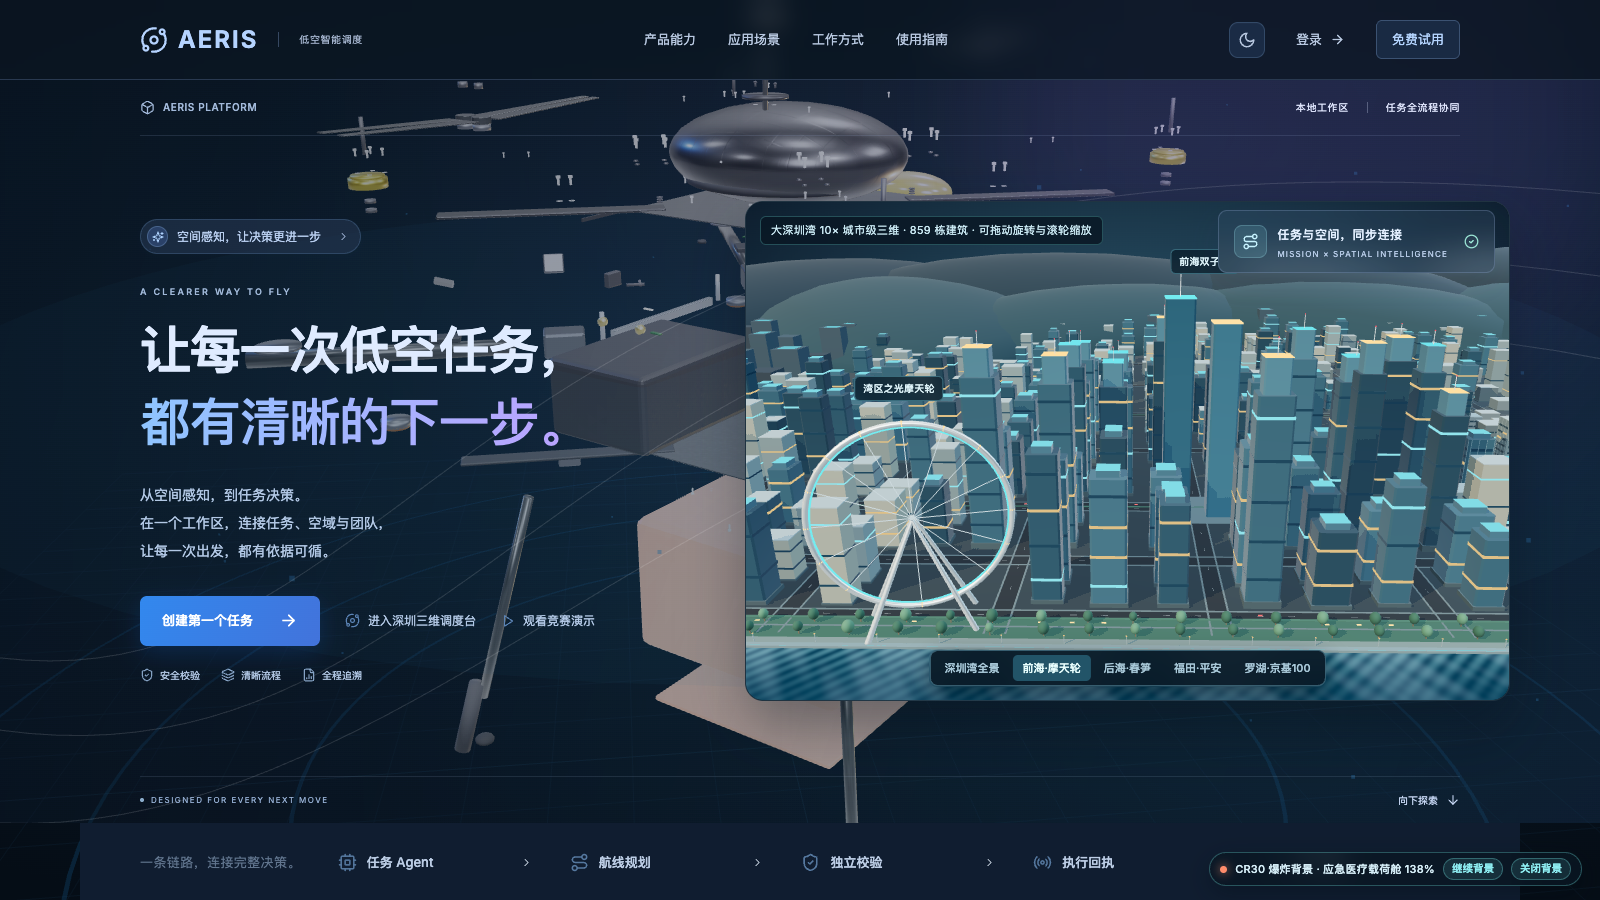 AERIS
低空智能调度
产品能力
应用场景
工作方式
使用指南
登录
免费试用
AERIS PLATFORM
本地工作区
任务全流程协同
空间感知，让决策更进一步
A CLEARER WAY TO FLY
让每一次低空任务，
都有清晰的下一步。
从空间感知，到任务决策。
在一个工作区，连接任务、空域与团队，
让每一次出发，都有依据可循。
创建第一个任务
进入深圳三维调度台
观看竞赛演示
安全校验
清晰流程
全程追溯
大深圳湾 10× 城市级三维 · 859 栋建筑 · 可拖动旋转与滚轮缩放
任务与空间，同步连接
MISSION × SPATIAL INTELLIGENCE
前海双子
湾区之光摩天轮
深圳湾全景
前海·摩天轮
后海·春笋
福田·平安
罗湖·京基100
DESIGNED FOR EVERY NEXT MOVE
向下探索
一条链路，连接完整决策。
任务 Agent
航线规划
独立校验
执行回执
CR30 爆炸背景 · 应急医疗载荷舱 138%
继续背景
关闭背景